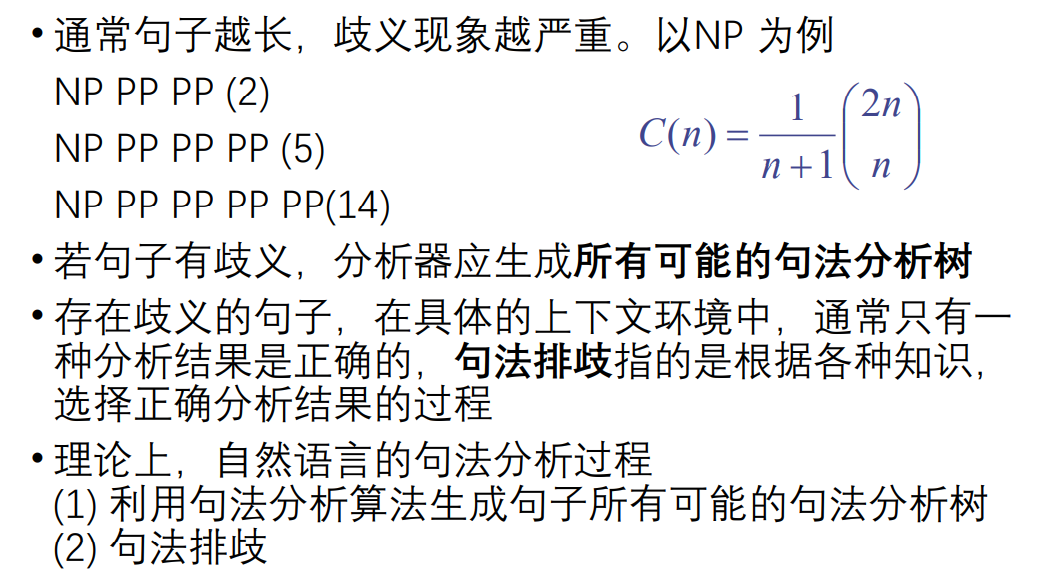 • 通常句子越长，歧义现象越严重。以NP 为例
NP PP PP (2)
NP PP PP PP (5)
NP PP PP PP PP(14)
C(n) = \frac{1}{n+1} \binom{2n}{n}
• 若句子有歧义，分析器应生成所有可能的句法分析树
• 存在歧义的句子，在具体的上下文环境中，通常只有一
种分析结果是正确的，句法排歧指的是根据各种知识，
选择正确分析结果的过程
• 理论上，自然语言的句法分析过程
(1) 利用句法分析算法生成句子所有可能的句法分析树
(2) 句法排歧